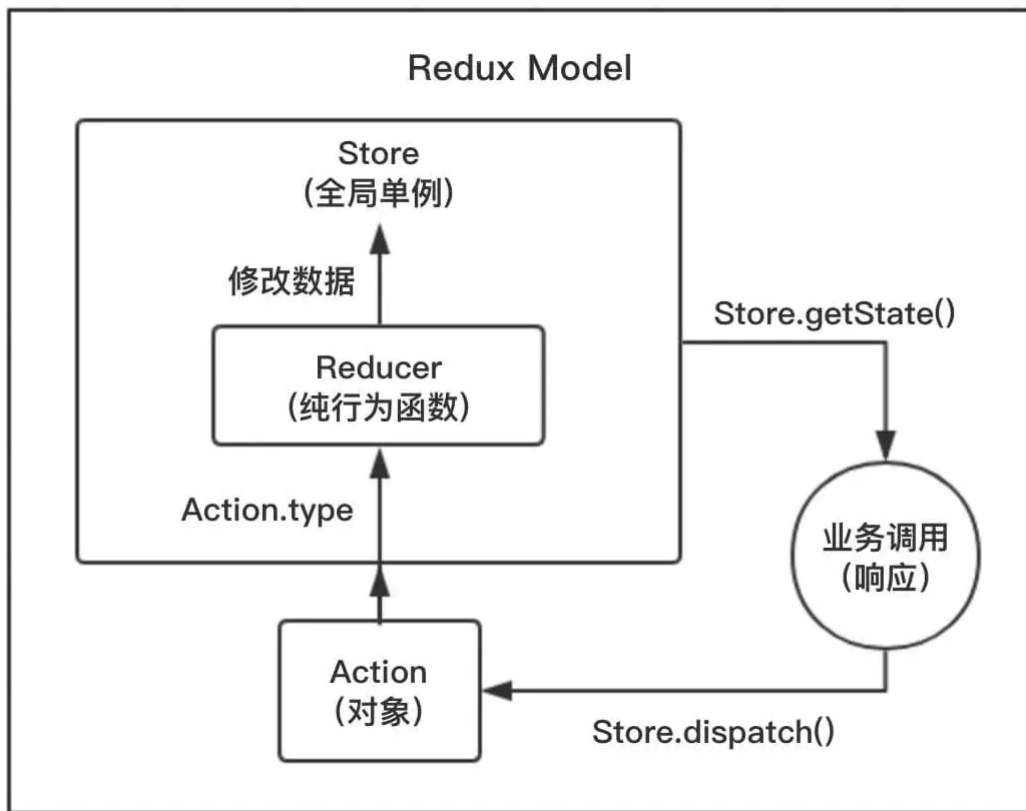 Redux Model
Store
（全局单例）
修改数据
Store.getState()
Reducer
（纯行为函数）
Action.type
业务调用
（响应）
Action
（对象）
Store.dispatch()